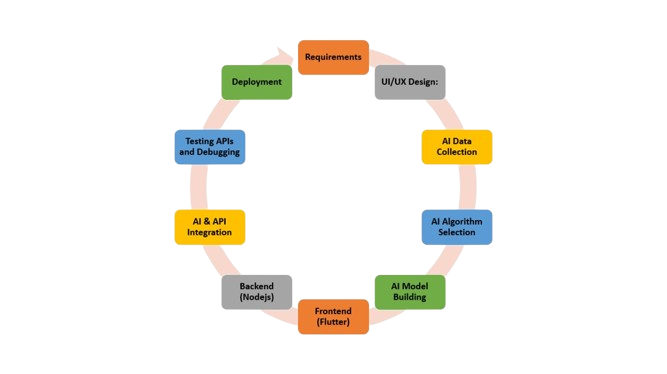 Requirements
UI/UX Design:
AI Data
Collection
AI Algorithm
Selection
AI Model
Building
Frontend
(Flutter)
Backend
(Nodejs)
AI & API
Integration
Testing APIs
and Debugging
Deployment